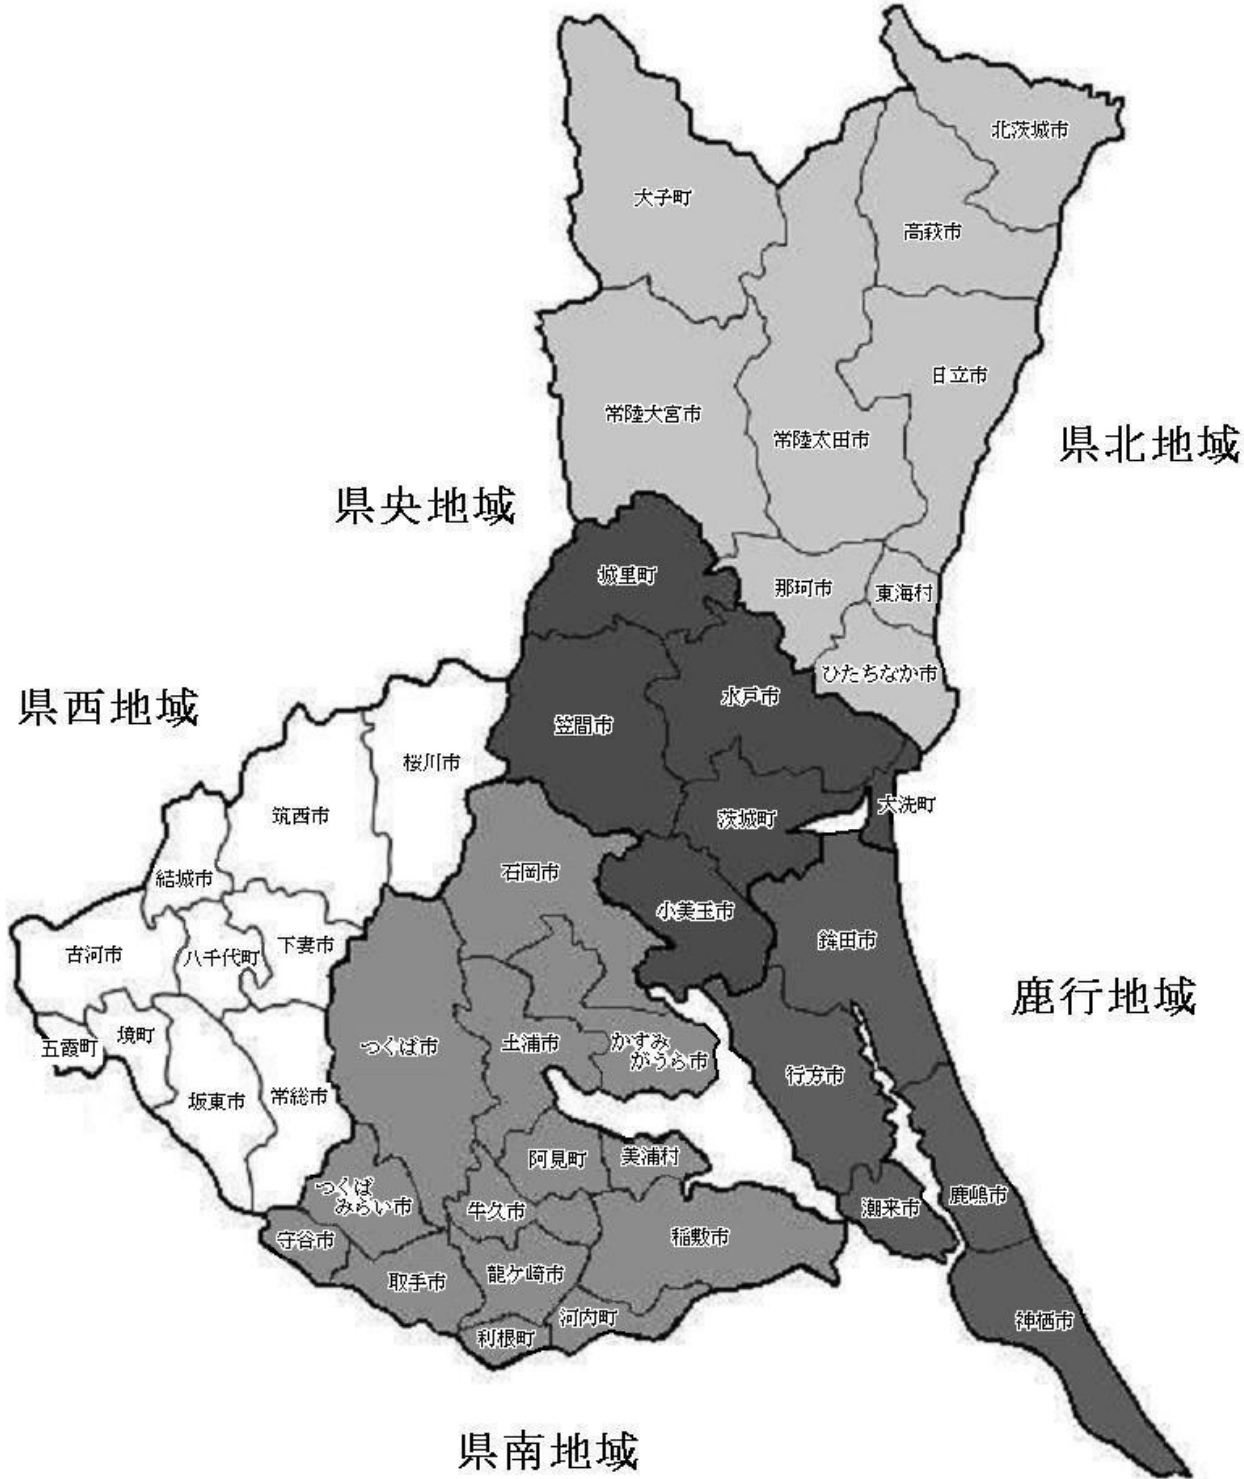 北茨城市
大子町
高萩市
日立市
常陸大宮市
常陸太田市
県北地域
県央地域
城里町
那珂市
東海村
ひたちなか市
県西地域
水戸市
笠間市
桜川市
大洗町
茨城町
筑西市
石岡市
結城市
小美玉市
鉾田市
下妻市
古河市
八千代町
鹿行地域
境町
五霞町
つくば市
土浦市
かすみ
がうら市
行方市
坂東市
常総市
阿見町
美浦村
つくば
みらい市
鹿嶋市
潮来市
牛久市
守谷市
稲敷市
龍ケ崎市
取手市
河内町
神栖市
利根町
県南地域